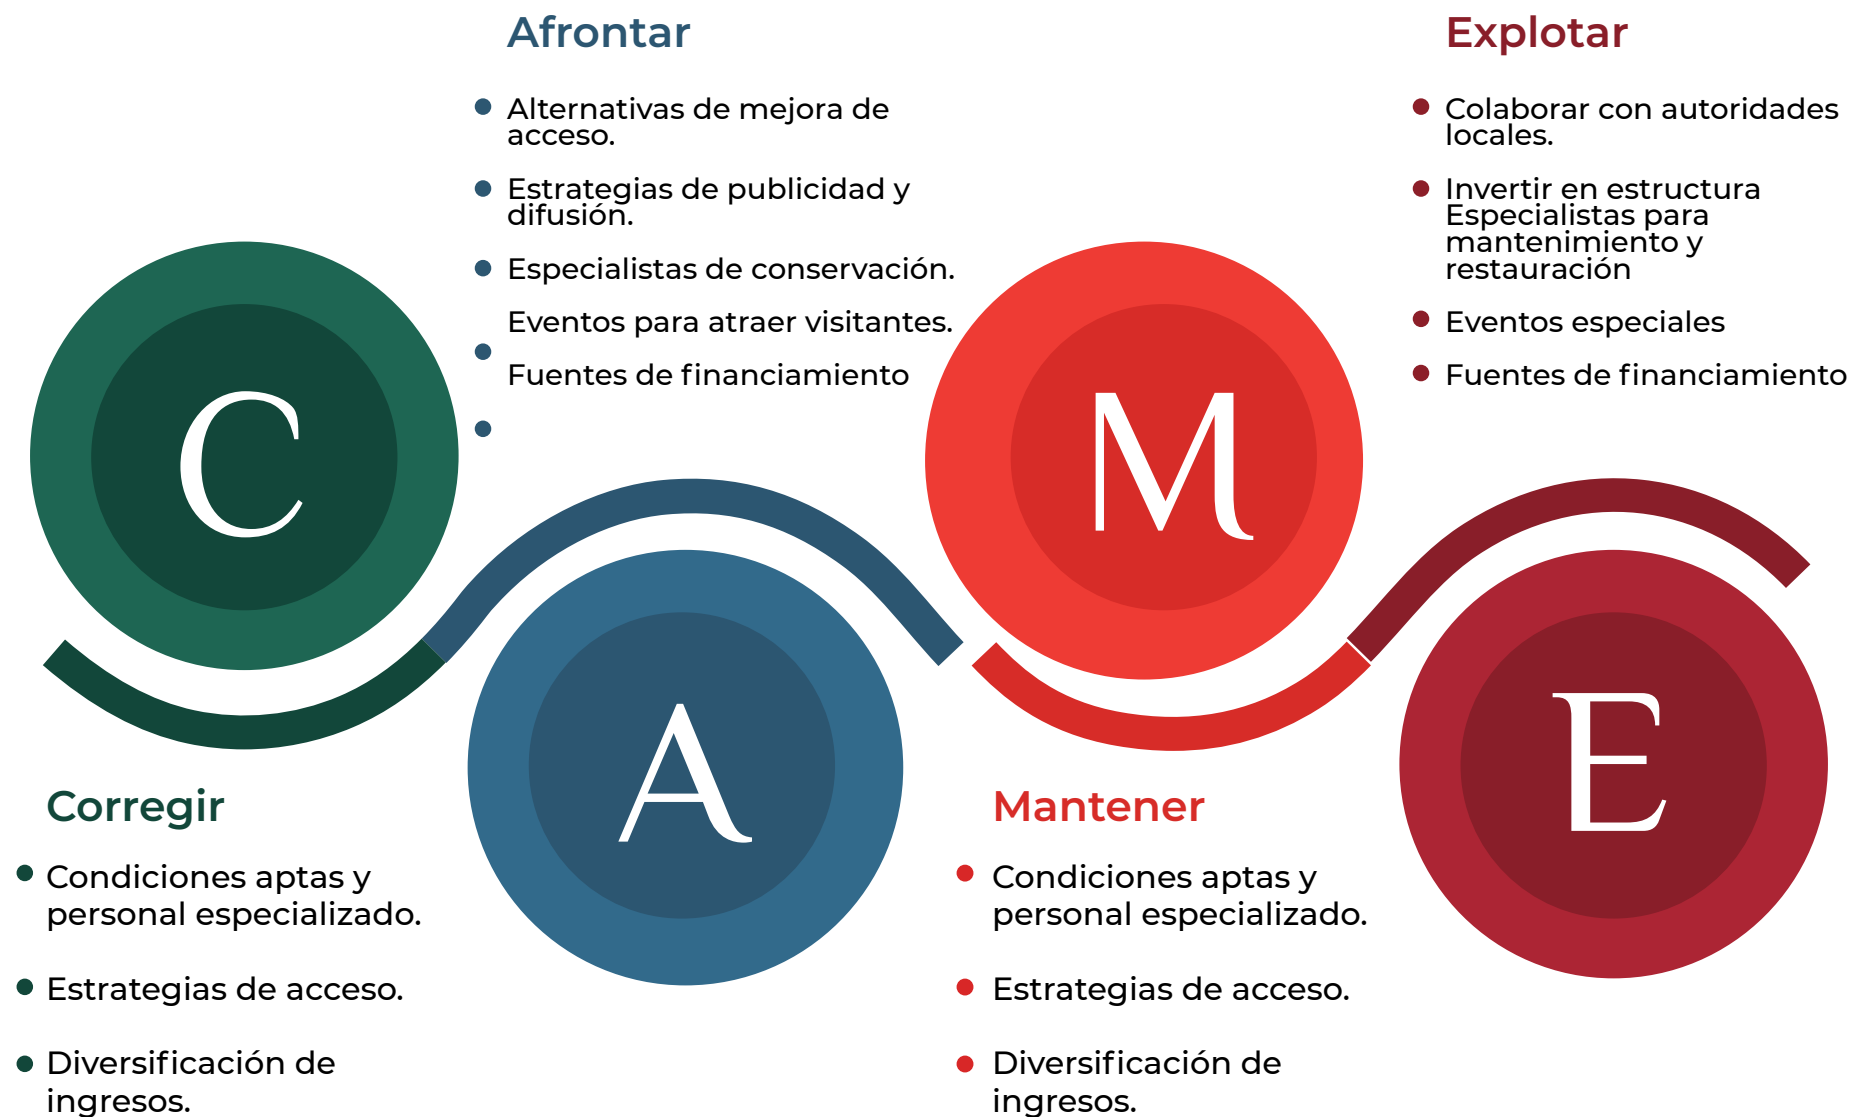 Afrontar
Alternativas de mejora de
acceso.
Estrategias de publicidad y
difusión.
Especialistas de conservación.
Eventos para atraer visitantes.
Fuentes de financiamiento
Explotar
Colaborar con autoridades
locales.
Invertir en estructura
Especialistas para
mantenimiento y
restauración
Eventos especiales
Fuentes de financiamiento
C
A
M
E
Corregir
Condiciones aptas y
personal especializado.
Estrategias de acceso.
Diversificación de
ingresos.
Mantener
Condiciones aptas y
personal especializado.
Estrategias de acceso.
Diversificación de
ingresos.